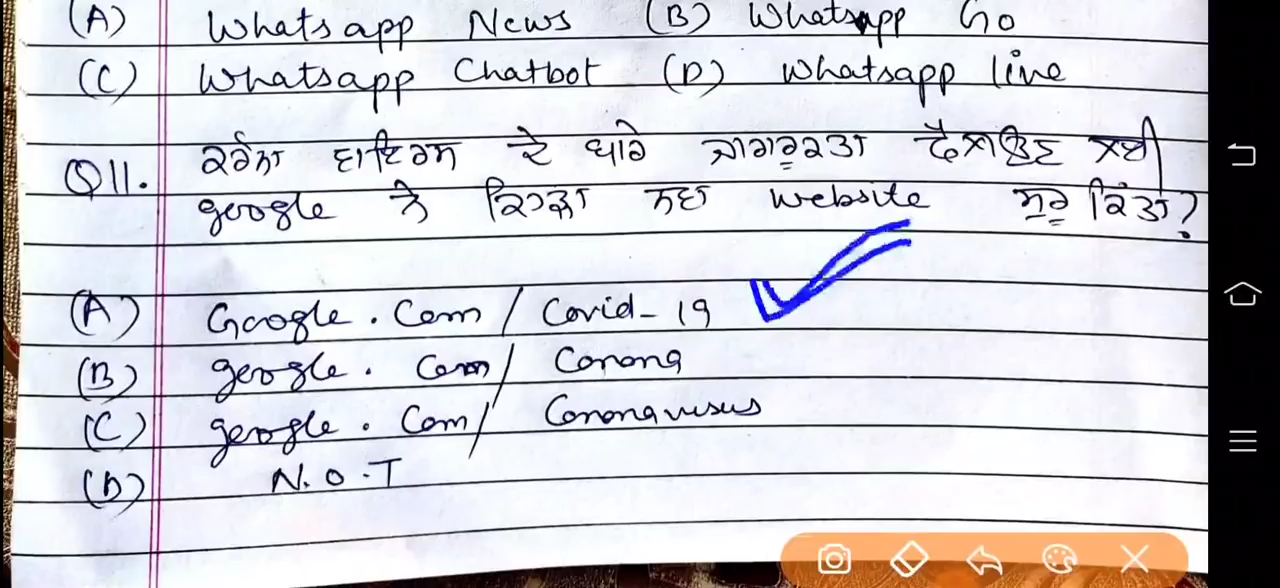 (A) Whatsapp News (B) Whatsapp Go
(C) Whatsapp Chatbot (D) Whatsapp line
Q11. ਕਰੋਨਾ ਵਾਇਰਸ ਦੇ ਬਾਰੇ ਜਾਗਰੂਕਤਾ ਫੈਲਾਉਣ ਲਈ
google ਨੇ ਕਿਹੜਾ ਨਵਾਂ website ਸ਼ੁਰੂ ਕਿੱਤਾ?
(A) Google.Com/Covid-19
(B) google.Com/Corona
(C) google.Com/Coronavirus
(D) N.O.T